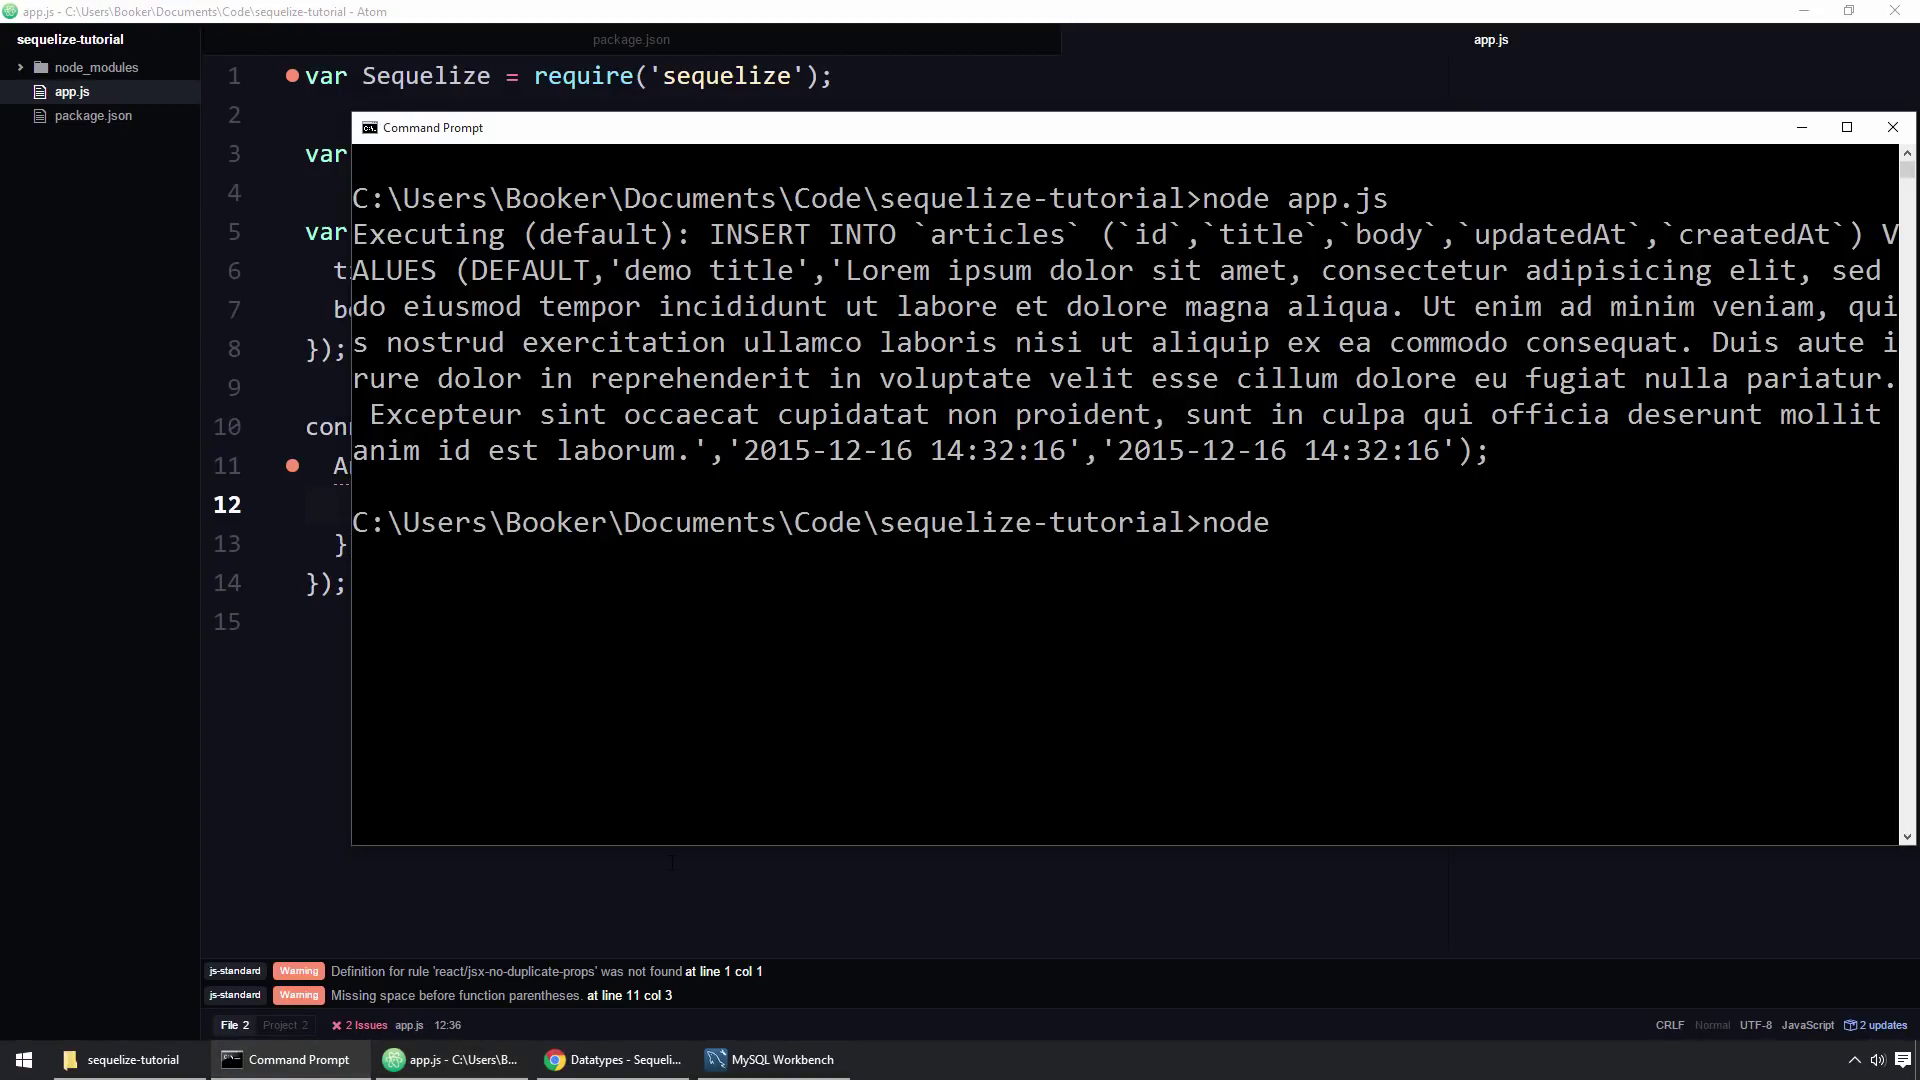 app.js - C:\Users\Booker\Documents\Code\sequelize-tutorial - Atom
sequelize-tutorial
node_modules
app.js
package.json
package.json
app.js
1 var Sequelize = require('sequelize');
2
3 var
4
5 var
6 t
7 b
8 });
9
10 con
11 A
12
13 }
14 });
15
Command Prompt
C:\Users\Booker\Documents\Code\sequelize-tutorial>node app.js
Executing (default): INSERT INTO `articles` (`id`,`title`,`body`,`updatedAt`,`createdAt`) V
ALUES (DEFAULT,'demo title','Lorem ipsum dolor sit amet, consectetur adipisicing elit, sed 
do eiusmod tempor incididunt ut labore et dolore magna aliqua. Ut enim ad minim veniam, qui
s nostrud exercitation ullamco laboris nisi ut aliquip ex ea commodo consequat. Duis aute i
rure dolor in reprehenderit in voluptate velit esse cillum dolore eu fugiat nulla pariatur.
 Excepteur sint occaecat cupidatat non proident, sunt in culpa qui officia deserunt mollit 
anim id est laborum.','2015-12-16 14:32:16','2015-12-16 14:32:16');
C:\Users\Booker\Documents\Code\sequelize-tutorial>node
js-standard Warning Definition for rule 'react/jsx-no-duplicate-props' was not found at line 1 col 1
js-standard Warning Missing space before function parentheses. at line 11 col 3
File 2 Project 2 2 Issues app.js 12:36 CRLF Normal UTF-8 JavaScript 2 updates
sequelize-tutorial Command Prompt app.js - C:\Users\B... Datatypes - Sequeli... MySQL Workbench